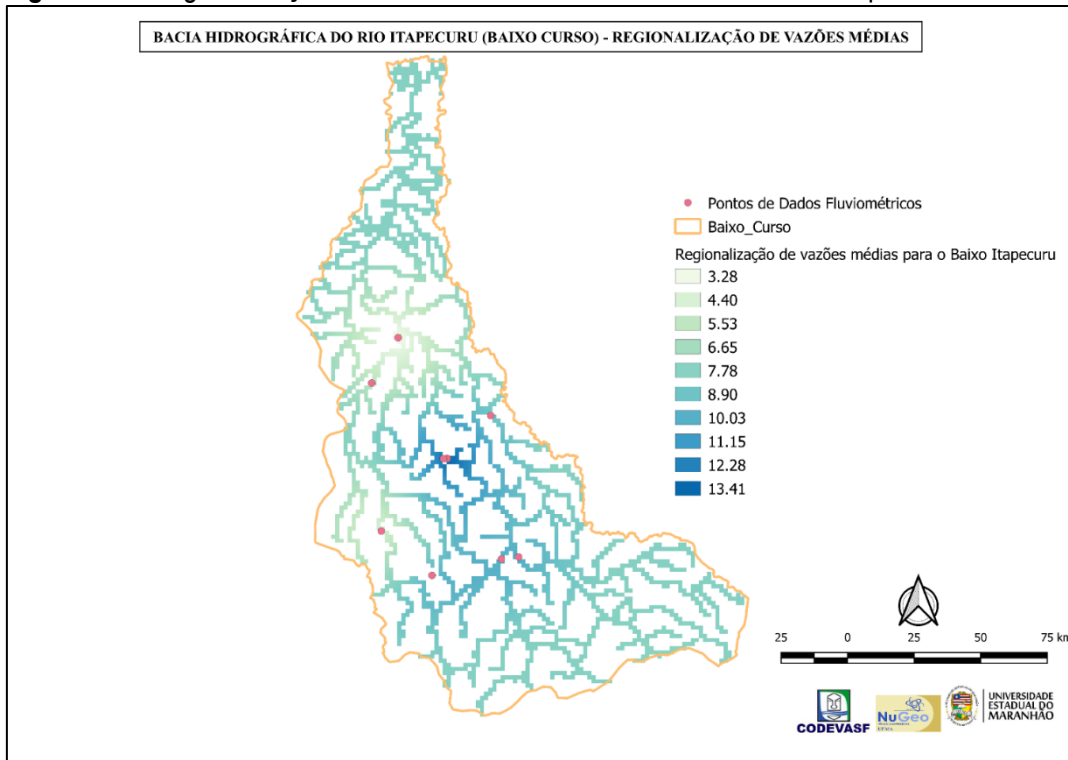 BACIA HIDROGRÁFICA DO RIO ITAPECURU (BAIXO CURSO) - REGIONALIZAÇÃO DE VAZÕES MÉDIAS
Pontos de Dados Fluviométricos
Baixo_Curso
Regionalização de vazões médias para o Baixo Itapecuru
3.28
4.40
5.53
6.65
7.78
8.90
10.03
11.15
12.28
13.41
25 0 25 50 75 km
CODEVASF
NuGeo
UEMA
UNIVERSIDADE
ESTADUAL DO
MARANHÃO